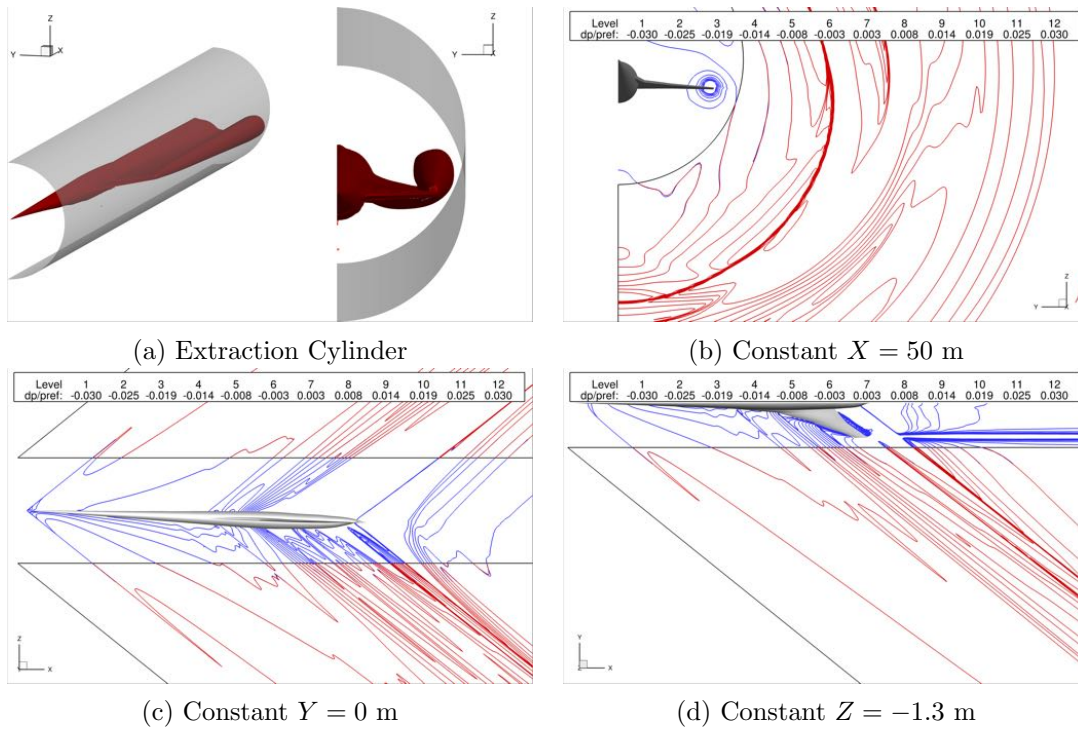 Z
Y
X
Z
Y
X
Level 1 2 3 4 5 6 7 8 9 10 11 12
dp/pref: -0.030 -0.025 -0.019 -0.014 -0.008 -0.003 0.003 0.008 0.014 0.019 0.025 0.030
Z
Y
X
(a) Extraction Cylinder
(b) Constant X = 50 m
Level 1 2 3 4 5 6 7 8 9 10 11 12
dp/pref: -0.030 -0.025 -0.019 -0.014 -0.008 -0.003 0.003 0.008 0.014 0.019 0.025 0.030
Z
X
Level 1 2 3 4 5 6 7 8 9 10 11 12
dp/pref: -0.030 -0.025 -0.019 -0.014 -0.008 -0.003 0.003 0.008 0.014 0.019 0.025 0.030
Y
X
(c) Constant Y = 0 m
(d) Constant Z = −1.3 m